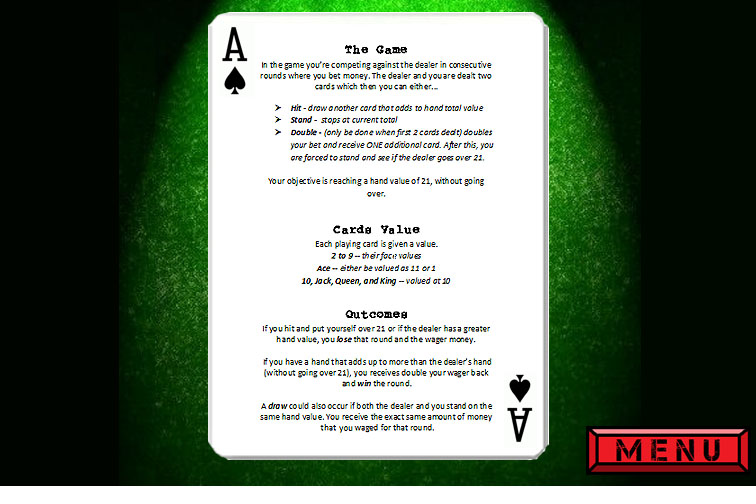 A
The Game
In the game you're competing against the dealer in consecutive
rounds where you bet money. The dealer and you are dealt two
cards which then you can either...
➢ Hit - draw another card that adds to hand total value
➢ Stand - stops at current total
➢ Double - (only be done when first 2 cards dealt) doubles
your bet and receive ONE additional card. After this, you
are forced to stand and see if the dealer goes over 21.
Your objective is reaching a hand value of 21, without going
over.
Cards Value
Each playing card is given a value.
2 to 9 -- their face values
Ace -- either be valued as 11 or 1
10, Jack, Queen, and King -- valued at 10
Outcomes
If you hit and put yourself over 21 or if the dealer has a greater
hand value, you lose that round and the wager money.
If you have a hand that adds up to more than the dealer's hand
(without going over 21), you receives double your wager back
and win the round.
A draw could also occur if both the dealer and you stand on the
same hand value. You receive the exact same amount of money
that you waged for that round.
A
MENU